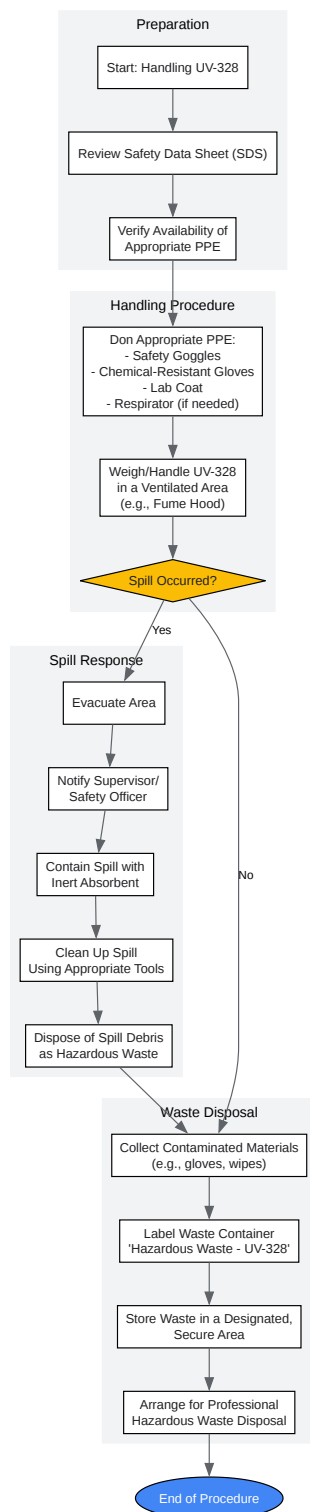 Preparation
Start: Handling UV-328
Review Safety Data Sheet (SDS)
Verify Availability of
Appropriate PPE
Handling Procedure
Don Appropriate PPE:
- Safety Goggles
- Chemical-Resistant Gloves
- Lab Coat
- Respirator (if needed)
Weigh/Handle UV-328
in a Ventilated Area
(e.g., Fume Hood)
Spill Occurred?
Yes
Spill Response
Evacuate Area
Notify Supervisor/
Safety Officer
Contain Spill with
Inert Absorbent
No
Clean Up Spill
Using Appropriate Tools
Dispose of Spill Debris
as Hazardous Waste
Waste Disposal
Collect Contaminated Materials
(e.g., gloves, wipes)
Label Waste Container
'Hazardous Waste - UV-328'
Store Waste in a Designated,
Secure Area
Arrange for Professional
Hazardous Waste Disposal
End of Procedure